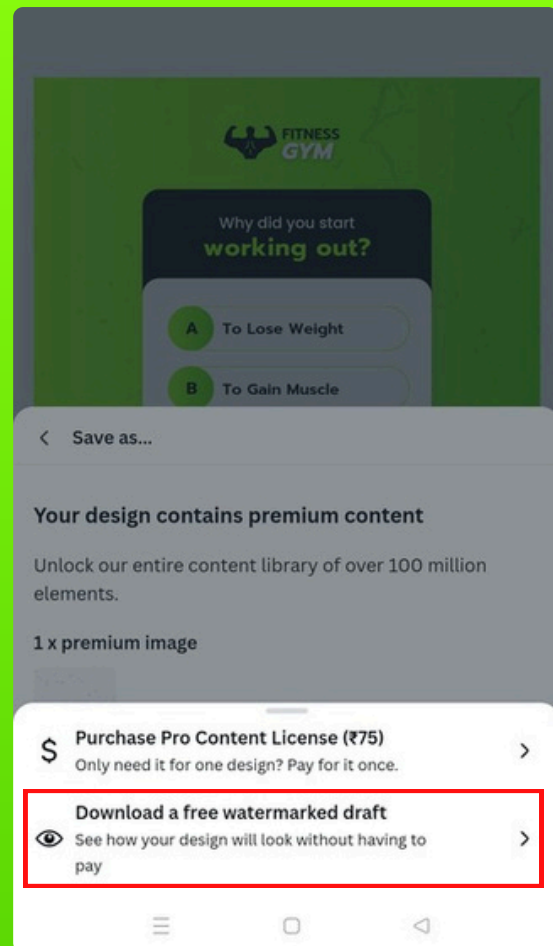 FITNESS
GYM
Why did you start
working out?
A To Lose Weight
B To Gain Muscle
Save as...
Your design contains premium content
Unlock our entire content library of over 100 million
elements.
1 x premium image
$ Purchase Pro Content License (₹75)
Only need it for one design? Pay for it once.
Download a free watermarked draft
See how your design will look without having to
pay